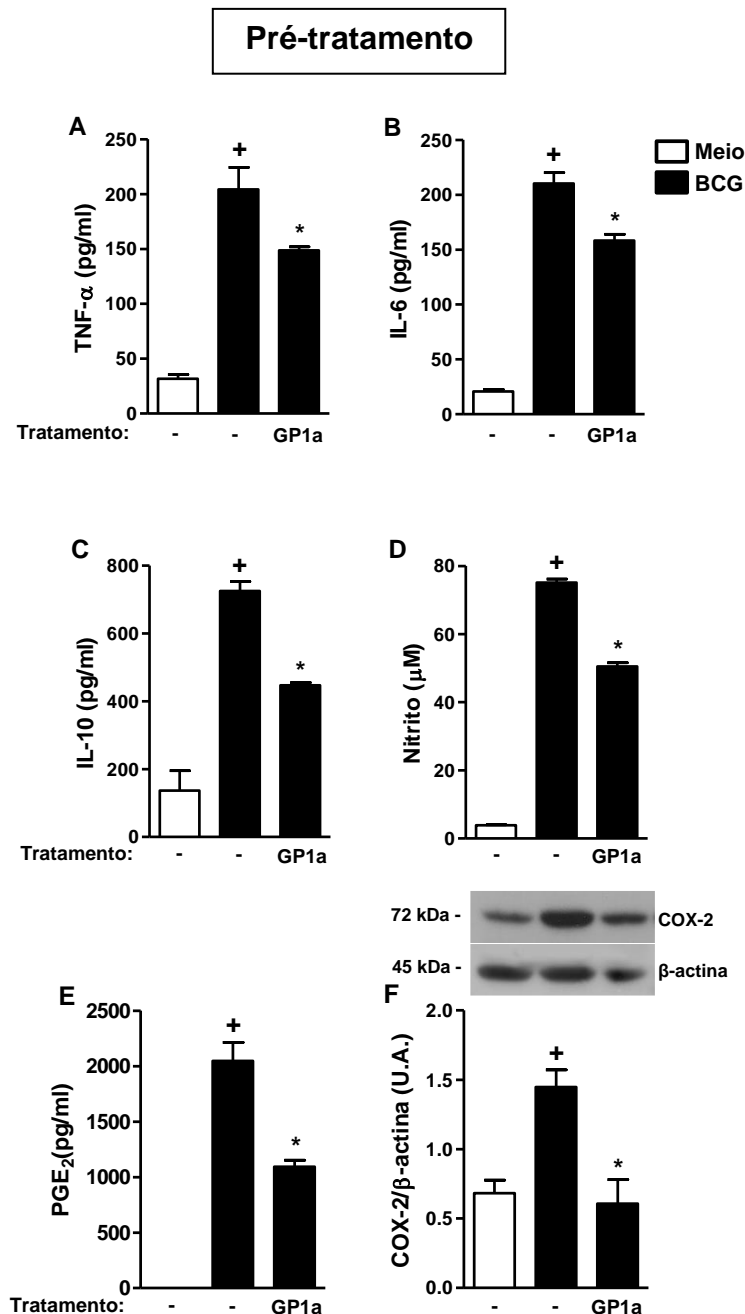 Pré-tratamento
A
B
Meio
BCG
TNF-α (pg/ml)
250
200
150
100
50
0
+
*
IL-6 (pg/ml)
250
200
150
100
50
0
+
*
Tratamento: - - GP1a
- - GP1a
C
D
IL-10 (pg/ml)
800
600
400
200
0
+
*
Nitrito (μM)
80
60
40
20
0
+
*
Tratamento: - - GP1a
- - GP1a
72 kDa - COX-2
45 kDa - β-actina
E
F
PGE₂(pg/ml)
2500
2000
1500
1000
500
0
+
*
COX-2/β-actina (U.A.)
2.0
1.5
1.0
0.5
0.0
+
*
Tratamento: - - GP1a
- - GP1a